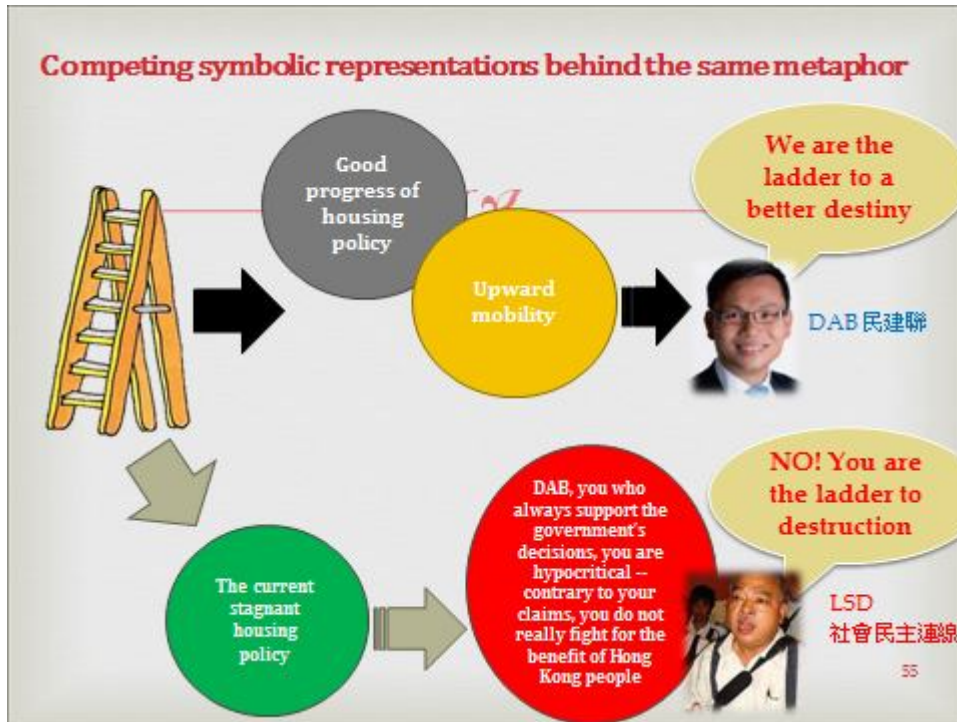 Competing symbolic representations behind the same metaphor
Good
progress of
housing
policy
Upward
mobility
We are the
ladder to a
better destiny
DAB 民建聯
The current
stagnant
housing
policy
DAB, you who
always support the
government's
decisions, you are
hypocritical --
contrary to your
claims, you do not
really fight for the
benefit of Hong
Kong people
NO! You are
the ladder to
destruction
LSD
社會民主連線
55